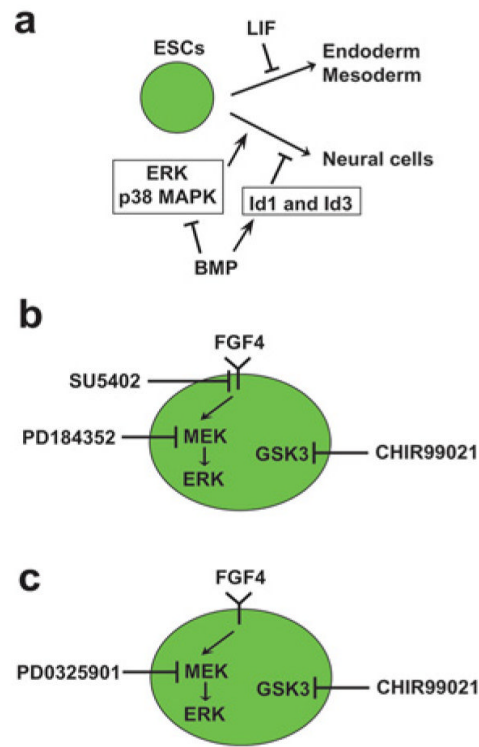 a
LIF
ESCs
Endoderm
Mesoderm
Neural cells
ERK
p38 MAPK
Id1 and Id3
BMP
b
FGF4
SU5402
PD184352
MEK
GSK3
CHIR99021
ERK
c
FGF4
PD0325901
MEK
GSK3
CHIR99021
ERK